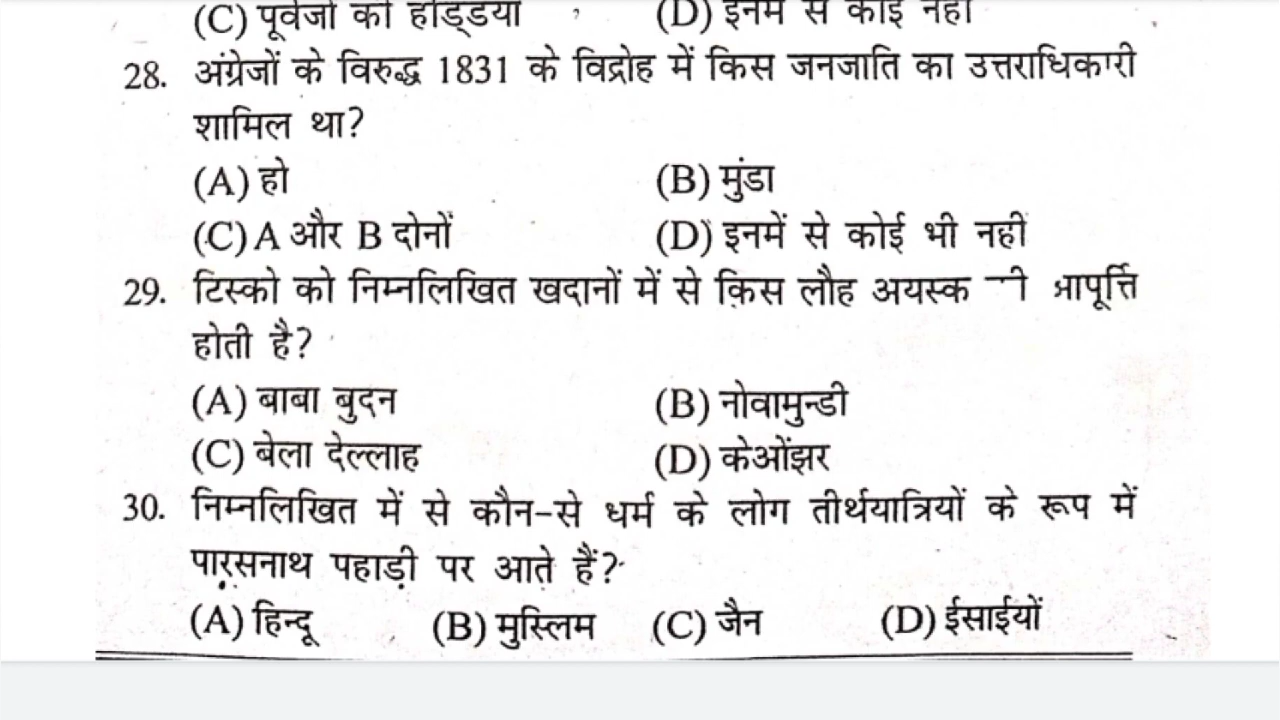 (C) पूर्वजों की हड्डियाँ (D) इनमें से कोई नहीं
28. अंग्रेजों के विरुद्ध 1831 के विद्रोह में किस जनजाति का उत्तराधिकारी
शामिल था?
(A) हो (B) मुंडा
(C) A और B दोनों (D) इनमें से कोई भी नहीं
29. टिस्को को निम्नलिखित खदानों में से किस लौह अयस्क की आपूर्त्ति
होती है?
(A) बाबा बुदन (B) नोवामुन्डी
(C) बेला देल्लाह (D) केओंझर
30. निम्नलिखित में से कौन-से धर्म के लोग तीर्थयात्रियों के रूप में
पारसनाथ पहाड़ी पर आते हैं?
(A) हिन्दू (B) मुस्लिम (C) जैन (D) ईसाईयों